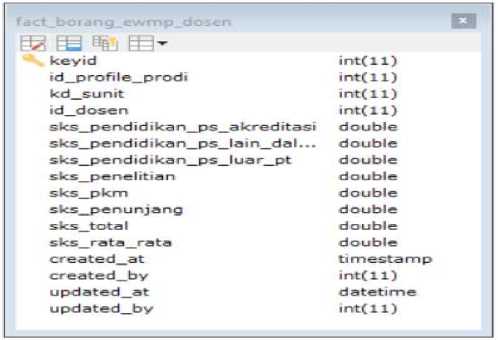 fact_borang_ewmp_dosen
keyid int(11)
id_profile_prodi int(11)
kd_sunit int(11)
id_dosen int(11)
sks_pendidikan_ps_akreditasi double
sks_pendidikan_ps_lain_dal... double
sks_pendidikan_ps_luar_pt double
sks_penelitian double
sks_pkm double
sks_penunjang double
sks_total double
sks_rata_rata double
created_at timestamp
created_by int(11)
updated_at datetime
updated_by int(11)